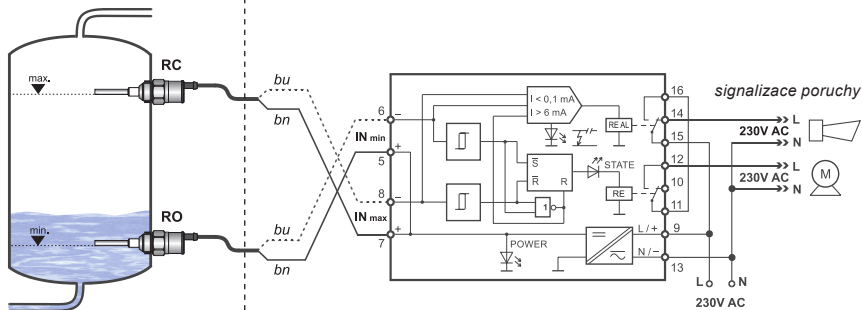 max.
RC
min.
RO
bu
bn
bu
bn
6
IN min
5
8
IN max
7
−
+
−
+
I < 0,1 mA
I > 6 mA
RE AL
S
R
R
1
STATE
RE
POWER
L / +
N / −
16
14
15
12
10
11
9
13
signalizace poruchy
L
230V AC
N
L
230V AC
N
M
L N
230V AC